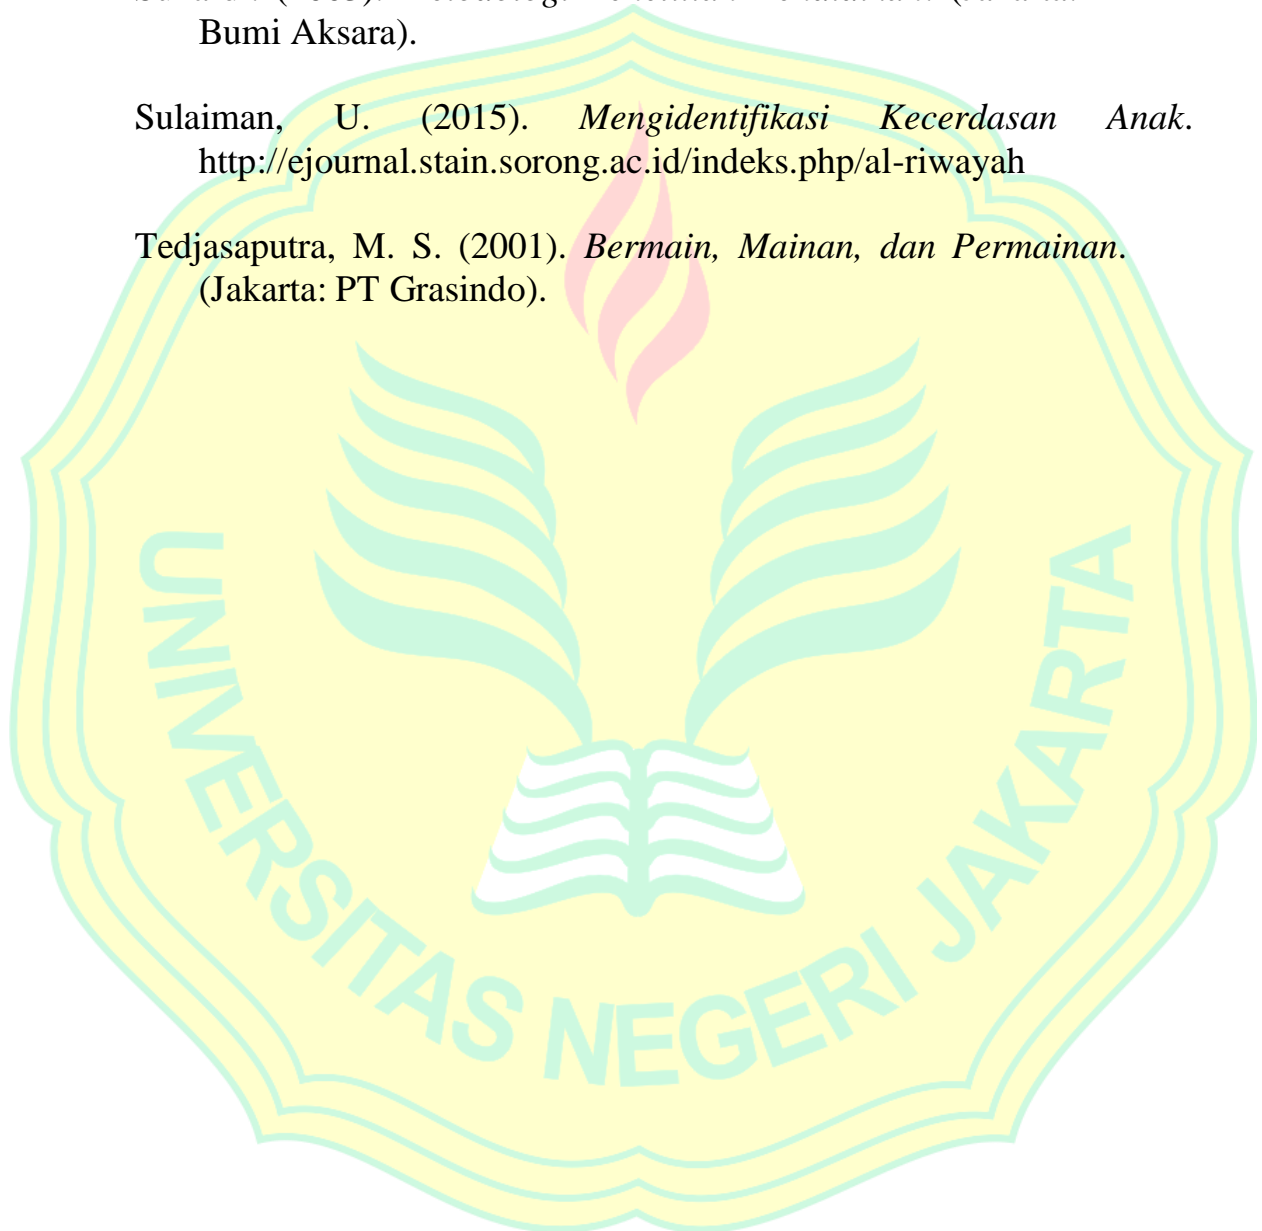 Bumi Aksara).
Sulaiman, U. (2015). Mengidentifikasi Kecerdasan Anak.
http://ejournal.stain.sorong.ac.id/indeks.php/al-riwayah
Tedjasaputra, M. S. (2001). Bermain, Mainan, dan Permainan.
(Jakarta: PT Grasindo).
UNIVERSITAS NEGERI JAKARTA